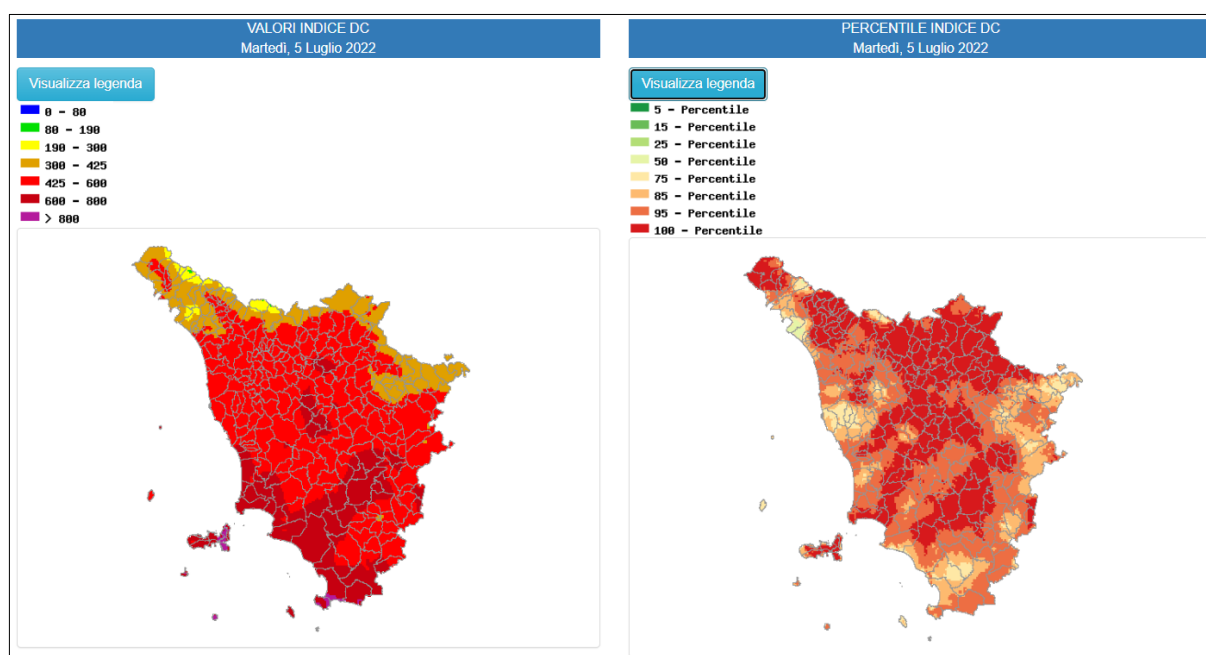 VALORI INDICE DC
Martedì, 5 Luglio 2022
Visualizza legenda
0 - 80
80 - 190
190 - 300
300 - 425
425 - 600
600 - 800
> 800
PERCENTILE INDICE DC
Martedì, 5 Luglio 2022
Visualizza legenda
5 - Percentile
15 - Percentile
25 - Percentile
50 - Percentile
75 - Percentile
85 - Percentile
95 - Percentile
100 - Percentile